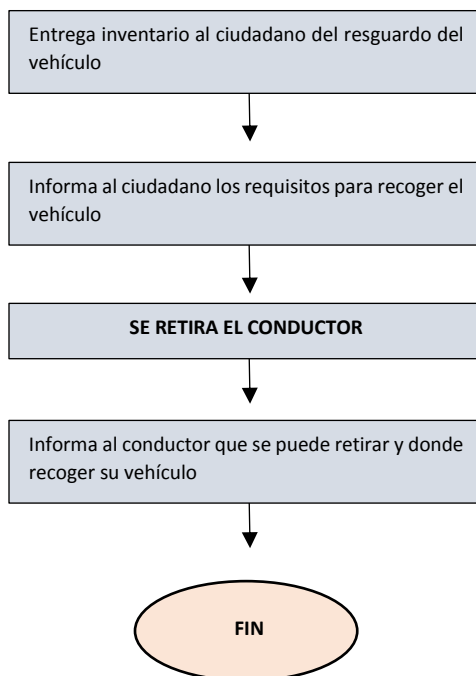 Entrega inventario al ciudadano del resguardo del
vehículo
Informa al ciudadano los requisitos para recoger el
vehículo
SE RETIRA EL CONDUCTOR
Informa al conductor que se puede retirar y donde
recoger su vehículo
FIN